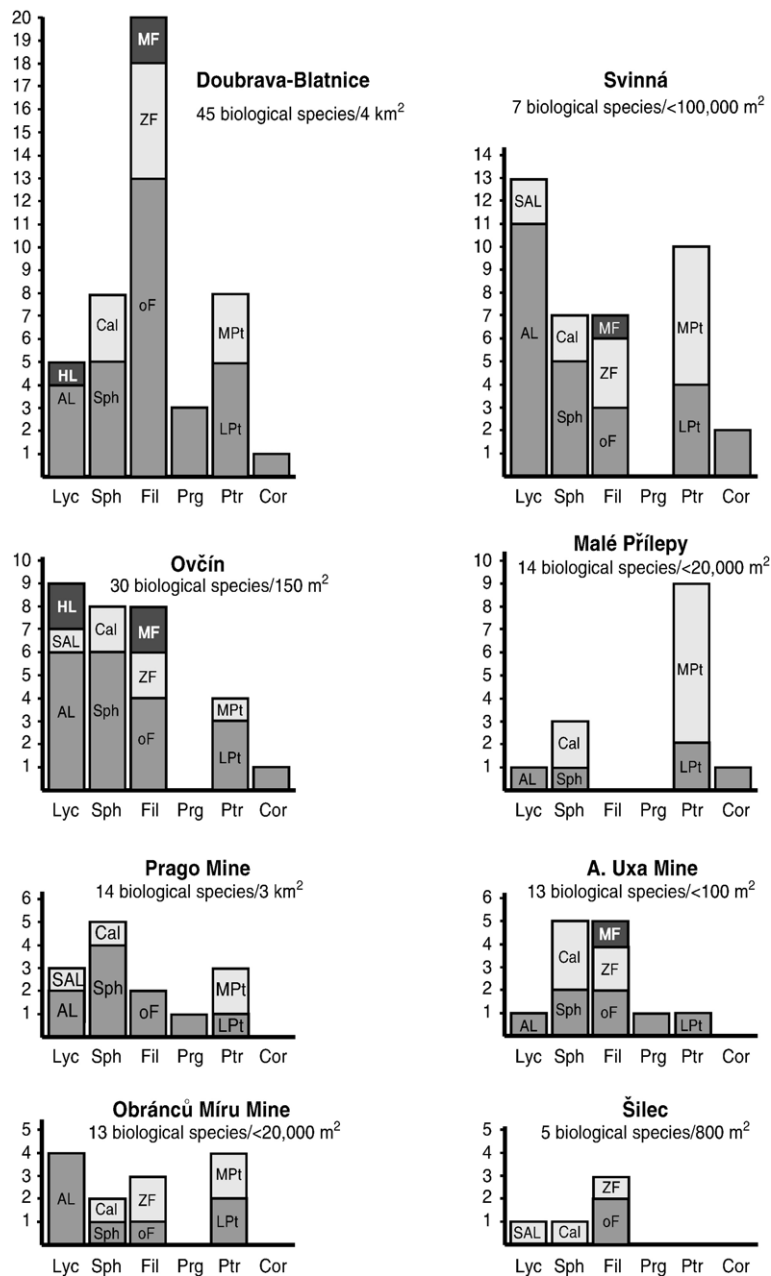 Doubrava-Blatnice
45 biological species/4 km²
20
19
18
17
16
15
14
13
12
11
10
9
8
7
6
5
4
3
2
1
HL
AL
Cal
Sph
MF
ZF
oF
MPt
LPt
Lyc Sph Fil Prg Ptr Cor
Svinná
7 biological species/<100,000 m²
14
13
12
11
10
9
8
7
6
5
4
3
2
1
SAL
AL
Cal
Sph
MF
ZF
oF
MPt
LPt
Lyc Sph Fil Prg Ptr Cor
Ovčín
30 biological species/150 m²
10
9
8
7
6
5
4
3
2
1
HL
SAL
AL
Cal
Sph
MF
ZF
oF
MPt
LPt
Lyc Sph Fil Prg Ptr Cor
Malé Přílepy
14 biological species/<20,000 m²
10
9
8
7
6
5
4
3
2
1
AL
Cal
Sph
MPt
LPt
Lyc Sph Fil Prg Ptr Cor
Prago Mine
14 biological species/3 km²
6
5
4
3
2
1
SAL
AL
Cal
Sph
oF
MPt
LPt
Lyc Sph Fil Prg Ptr Cor
A. Uxa Mine
13 biological species/<100 m²
6
5
4
3
2
1
AL
Cal
Sph
MF
ZF
oF
LPt
Lyc Sph Fil Prg Ptr Cor
Obránců Míru Mine
13 biological species/<20,000 m²
5
4
3
2
1
AL
Cal
Sph
ZF
oF
MPt
LPt
Lyc Sph Fil Prg Ptr Cor
Šilec
5 biological species/800 m²
5
4
3
2
1
SAL
Cal
ZF
oF
Lyc Sph Fil Prg Ptr Cor